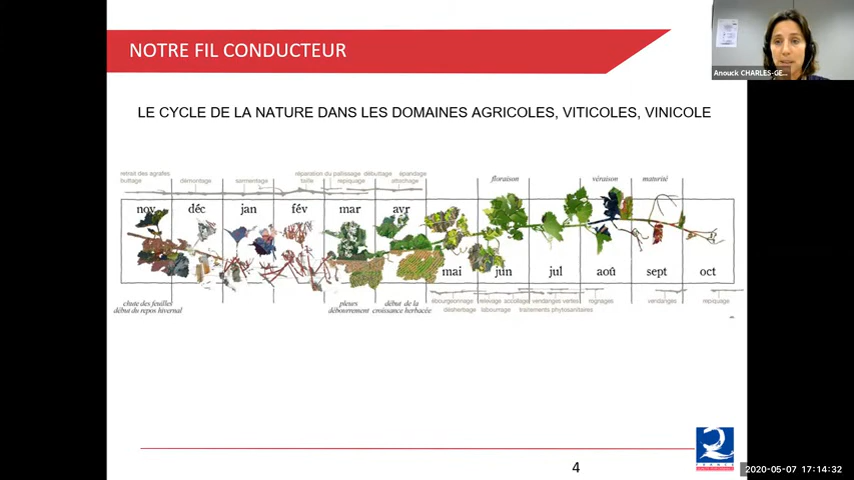 NOTRE FIL CONDUCTEUR
Anouck CHARLES-GE...
LE CYCLE DE LA NATURE DANS LES DOMAINES AGRICOLES, VITICOLES, VINICOLE
retrait des agrafes
buttage
démontage
sarmentage
réparation du palissage
taille
repiquage
débuttage
épandage
attachage
floraison
véraison
maturité
nov
déc
jan
fév
mar
avr
mai
jun
jul
aoû
sept
oct
chute des feuilles
début du repos hivernal
pleurs
débourrement
début de la
croissance herbacée
ébourgeonnage
désherbage
relevage
accolage
labourrage
vendanges vertes
traitements phytosanitaires
rognages
vendanges
repiquage
4
FRANCE
2020-05-07 17:14:32